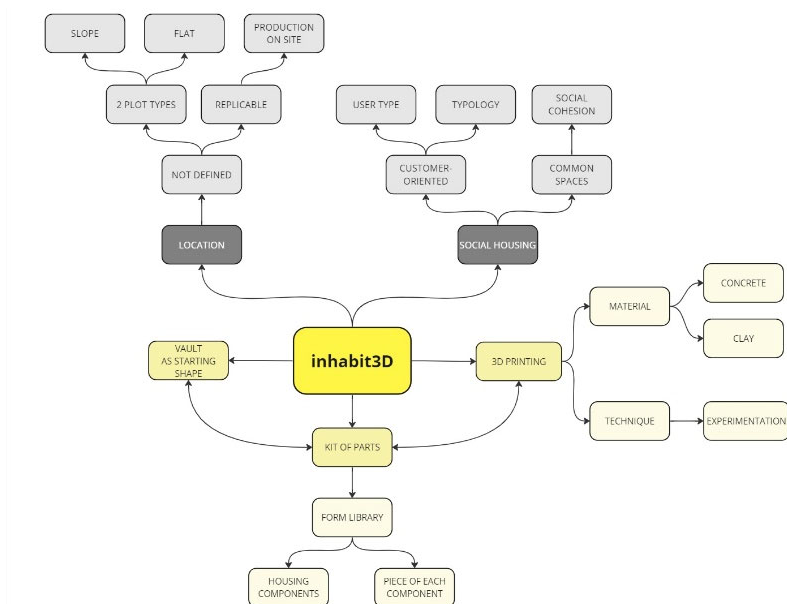 SLOPE
FLAT
PRODUCTION
ON SITE
2 PLOT TYPES
REPLICABLE
USER TYPE
TYPOLOGY
SOCIAL
COHESION
NOT DEFINED
CUSTOMER-
ORIENTED
COMMON
SPACES
LOCATION
SOCIAL HOUSING
CONCRETE
MATERIAL
CLAY
VAULT
AS STARTING
SHAPE
inhabit3D
3D PRINTING
TECHNIQUE
EXPERIMENTATION
KIT OF PARTS
FORM LIBRARY
HOUSING
COMPONENTS
PIECE OF EACH
COMPONENT